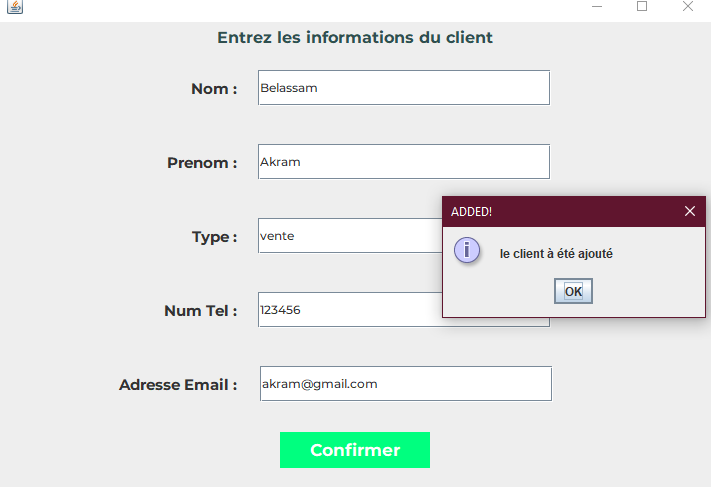 Entrez les informations du client
Nom : Belassam
Prenom : Akram
Type : vente
Num Tel : 123456
Adresse Email : akram@gmail.com
Confirmer
ADDED!
le client à été ajouté
OK